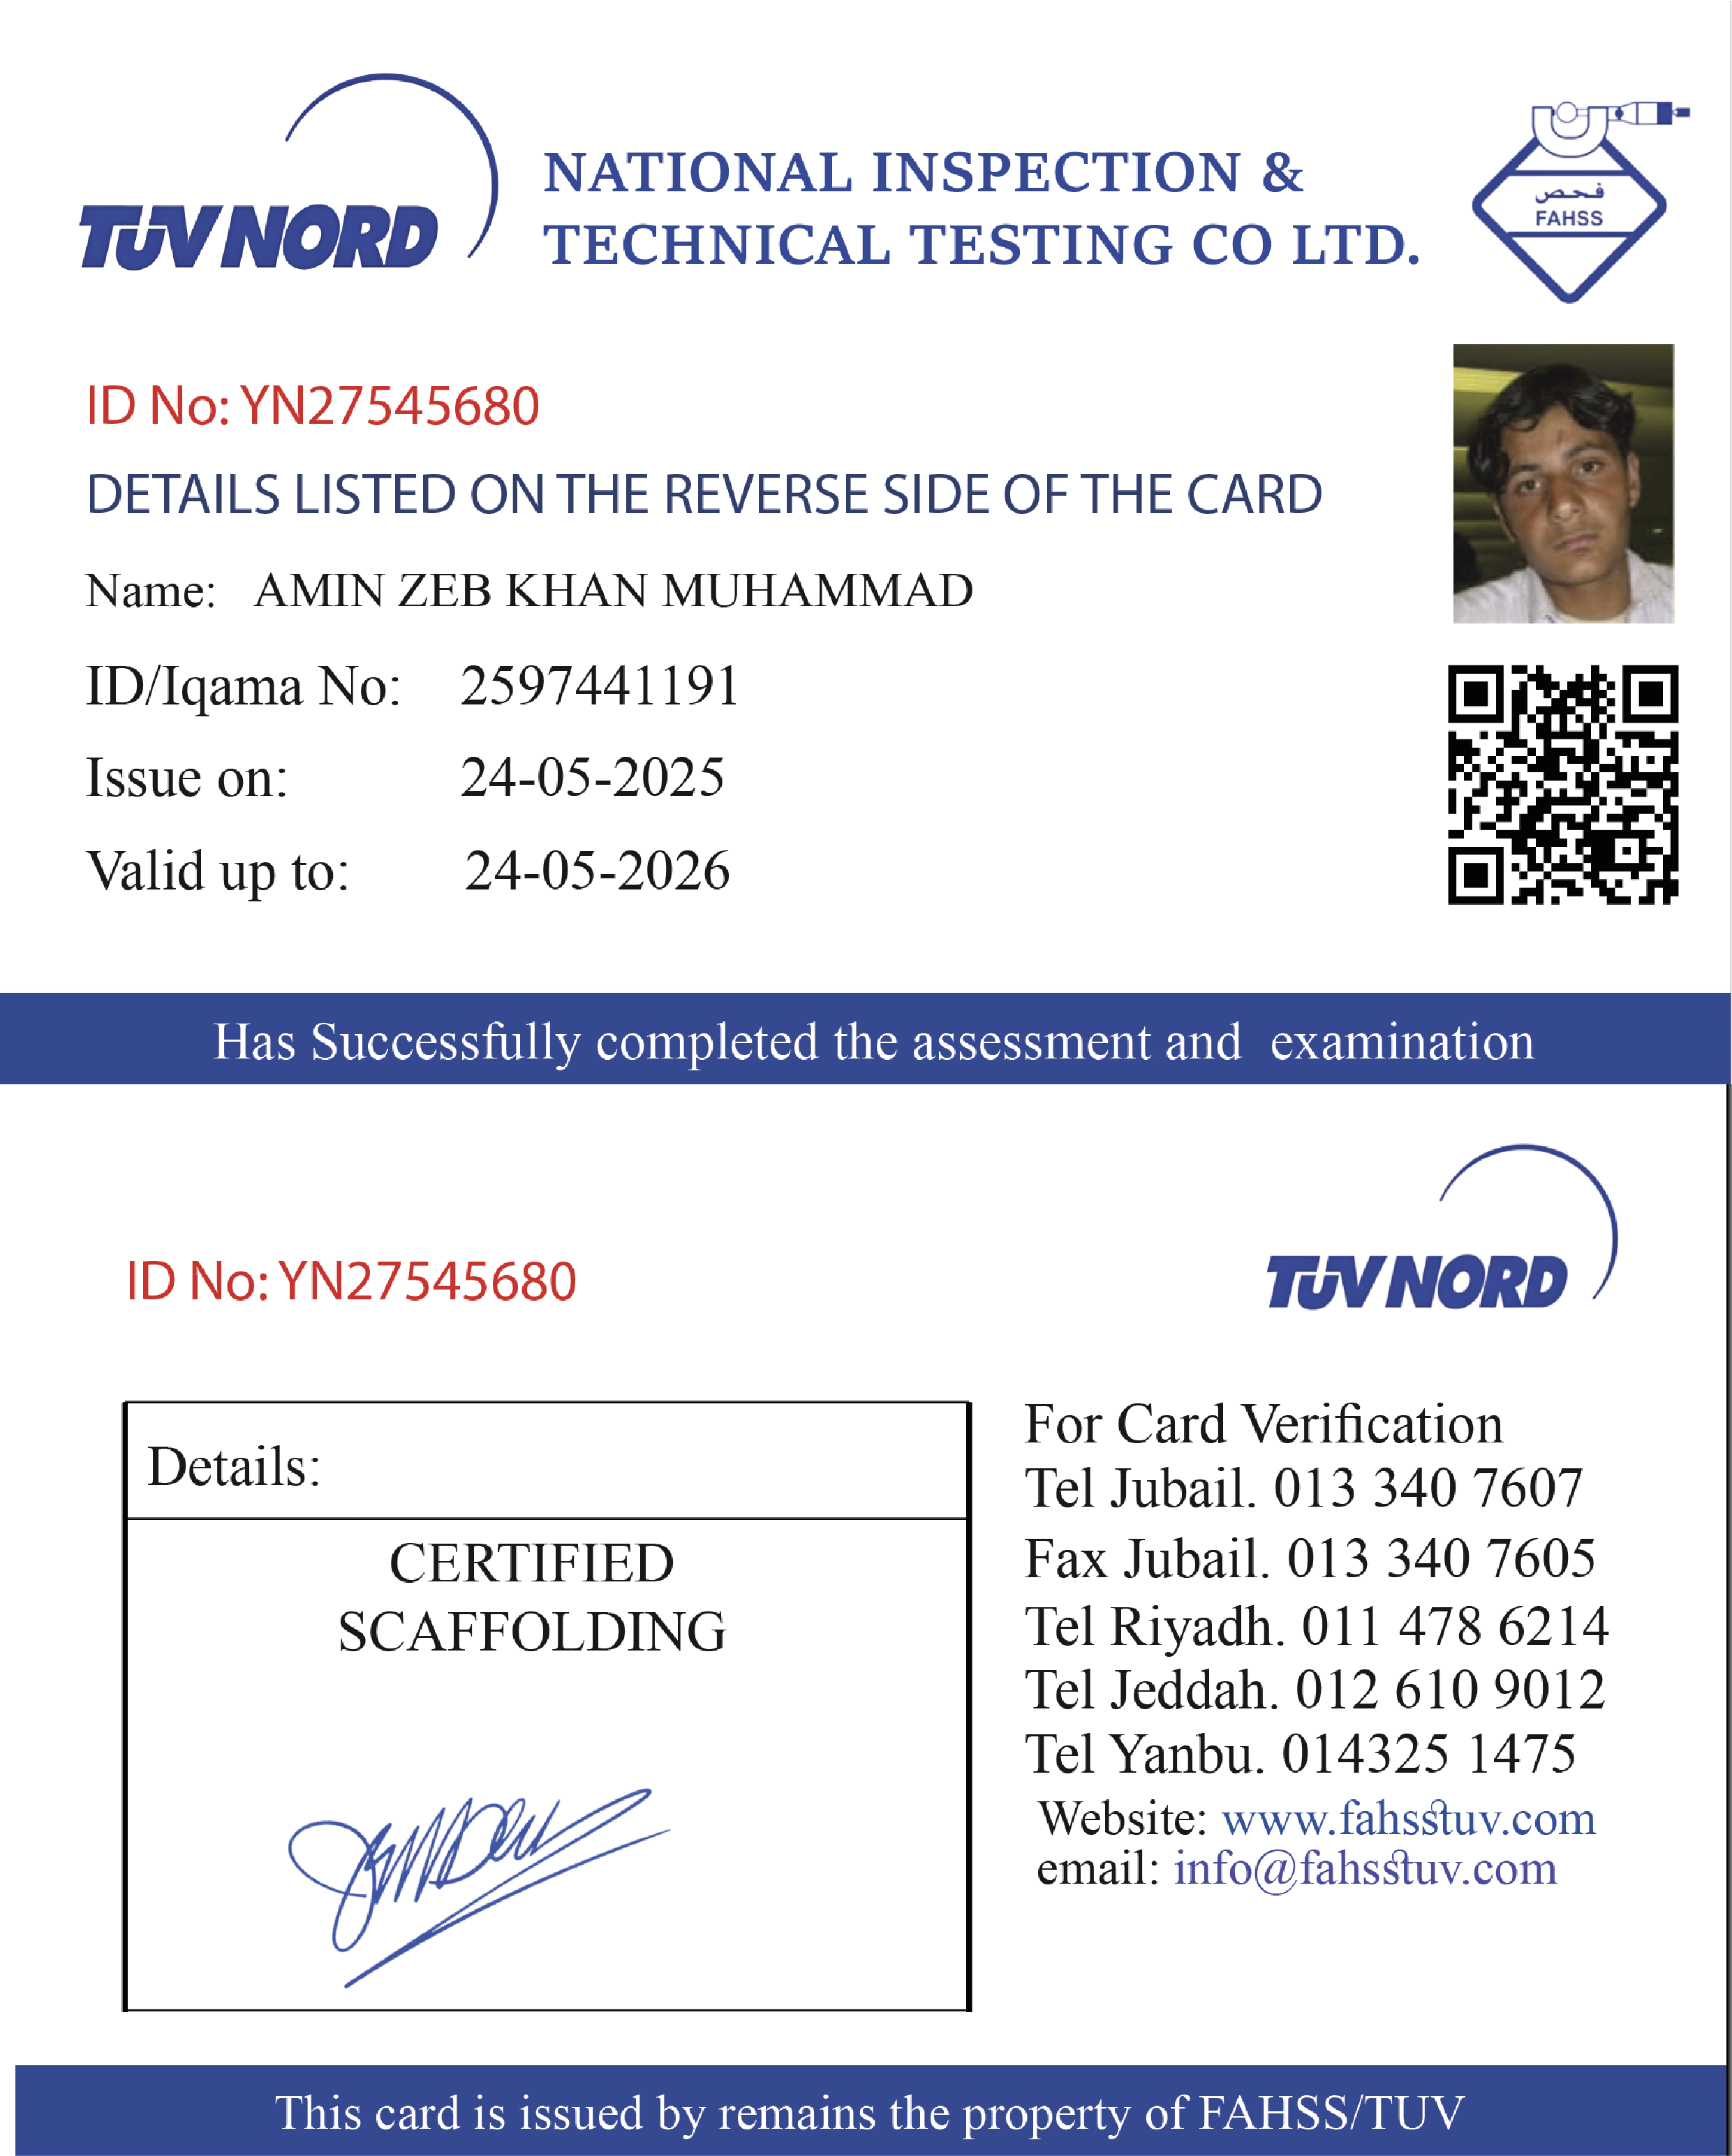 TÜV NORD
NATIONAL INSPECTION &
TECHNICAL TESTING CO LTD.
فحص
FAHSS
ID No: YN27545680
DETAILS LISTED ON THE REVERSE SIDE OF THE CARD
Name: AMIN ZEB KHAN MUHAMMAD
ID/Iqama No: 2597441191
Issue on: 24-05-2025
Valid up to: 24-05-2026
Has Successfully completed the assessment and examination
TÜV NORD
ID No: YN27545680
Details:
CERTIFIED
SCAFFOLDING
For Card Verification
Tel Jubail. 013 340 7607
Fax Jubail. 013 340 7605
Tel Riyadh. 011 478 6214
Tel Jeddah. 012 610 9012
Tel Yanbu. 014325 1475
Website: www.fahsstuv.com
email: info@fahsstuv.com
This card is issued by remains the property of FAHSS/TUV